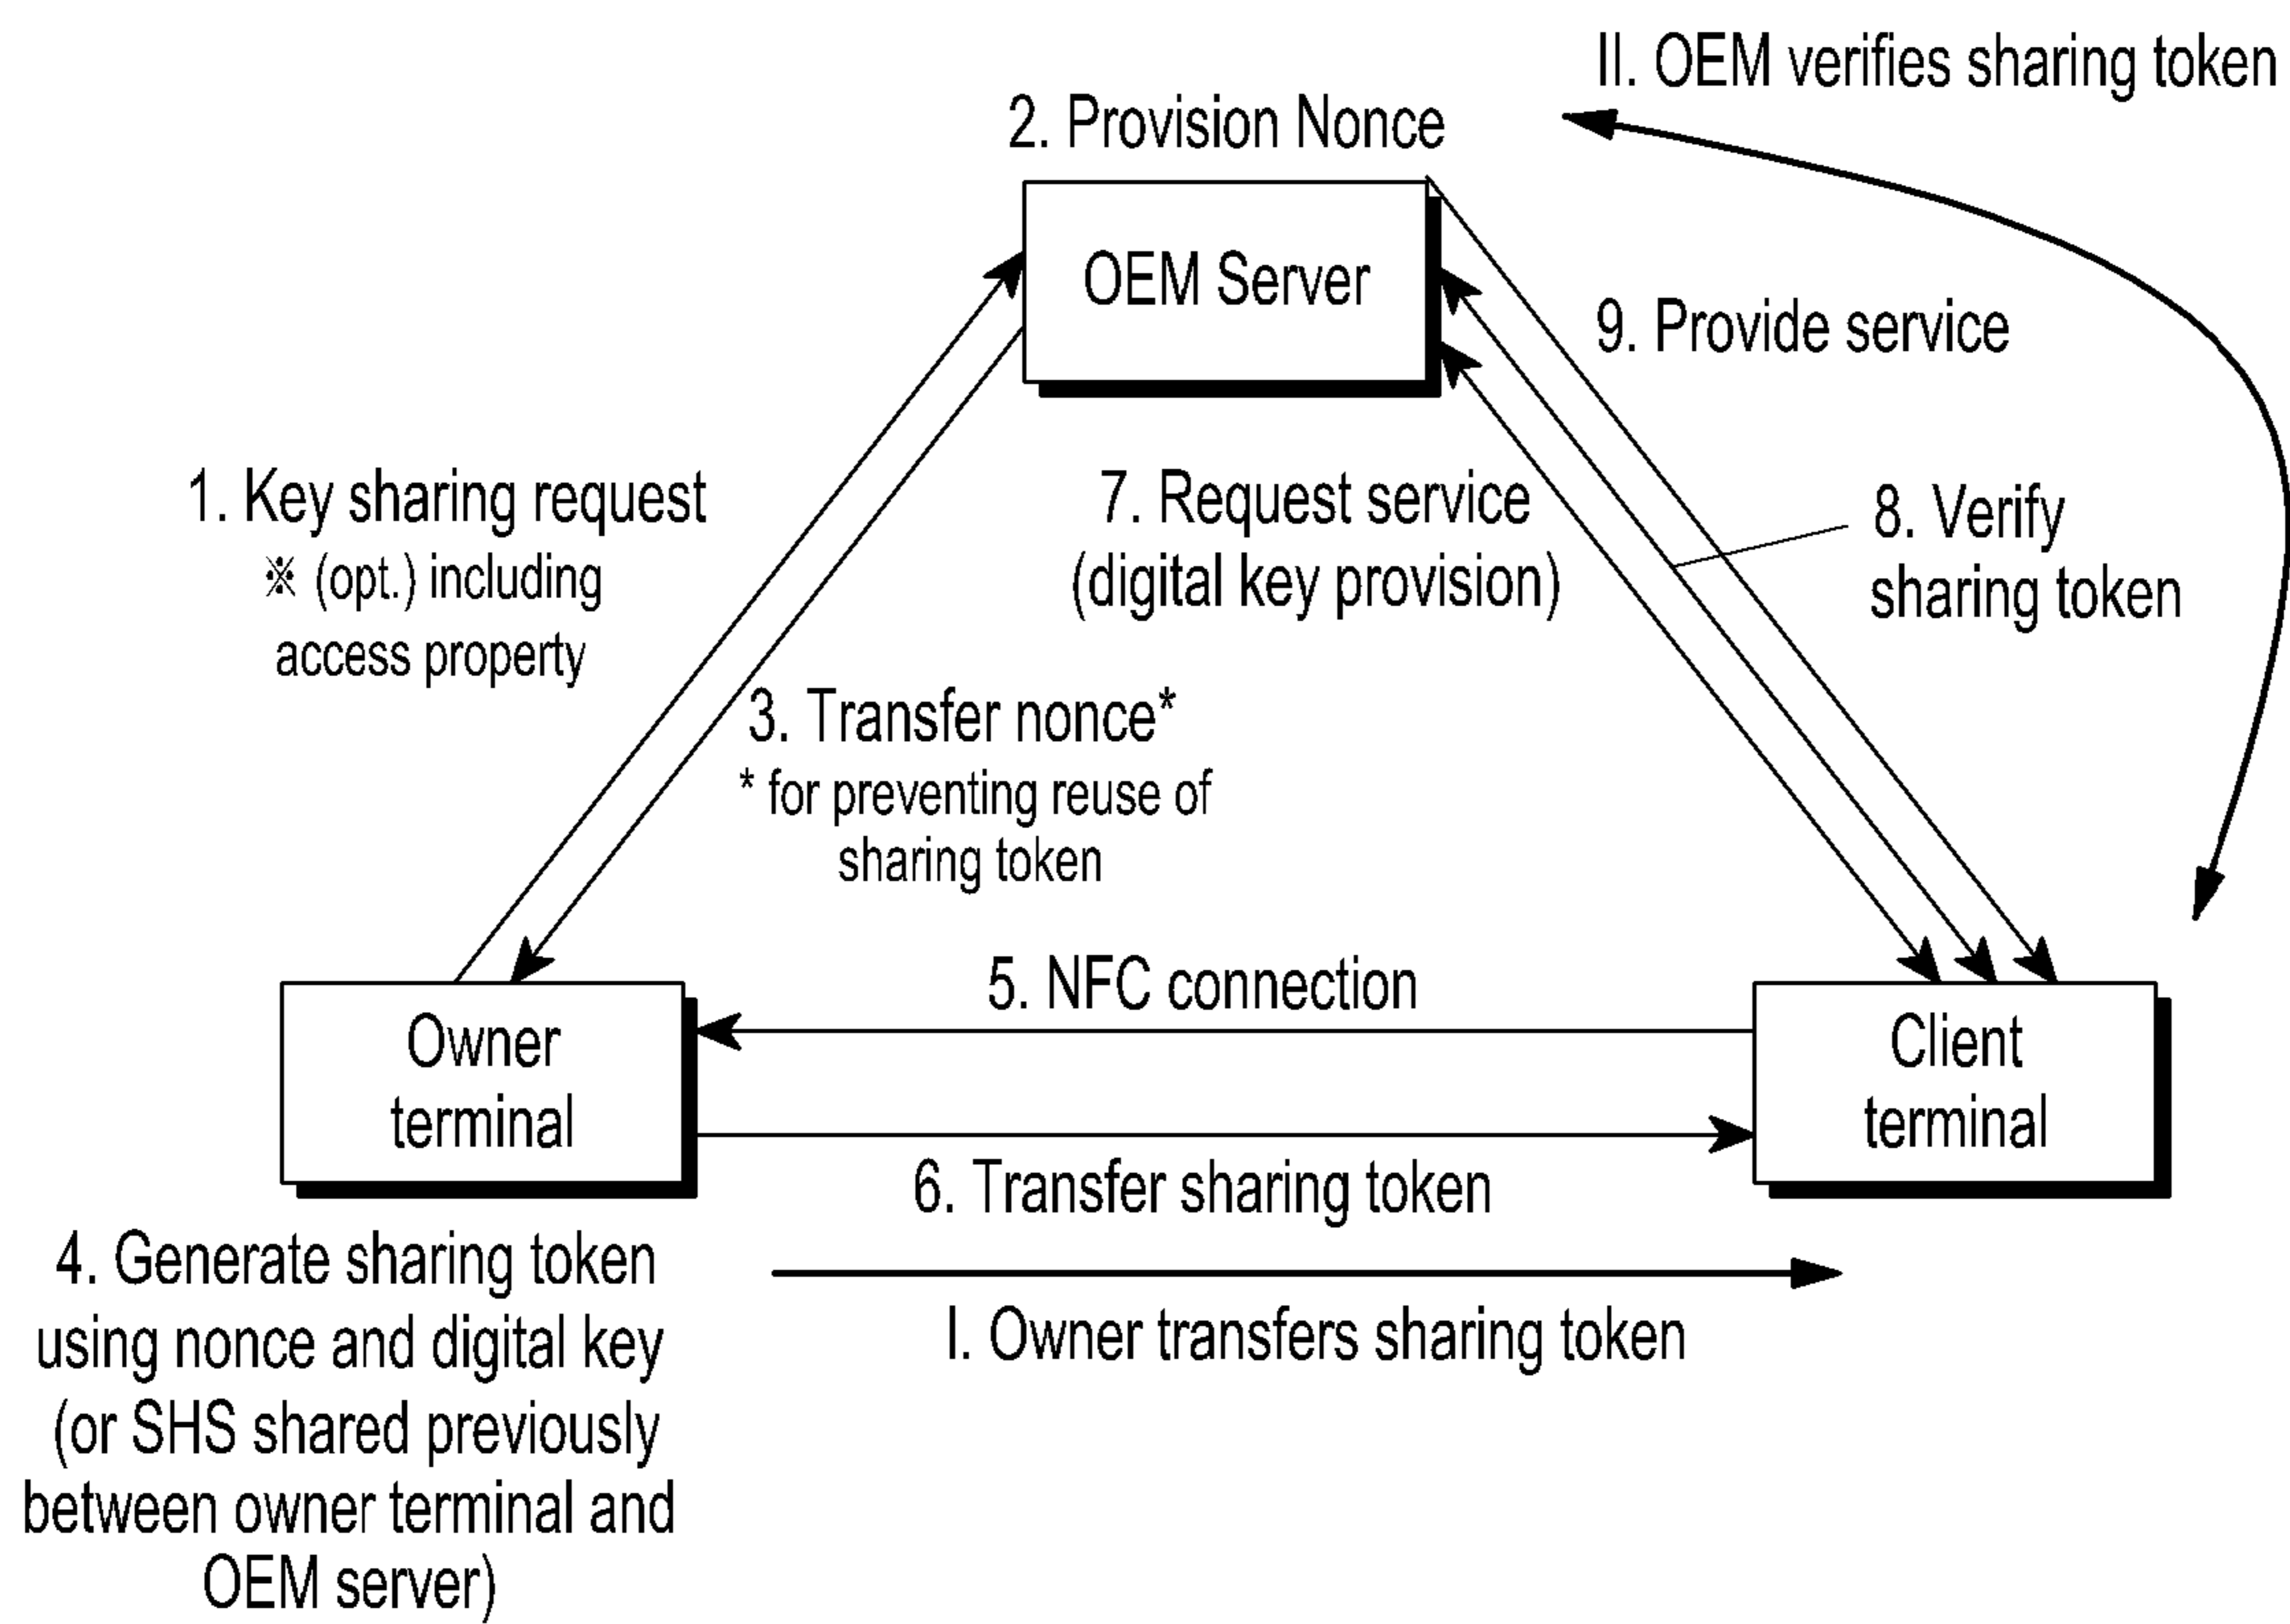 II. OEM verifies sharing token
2. Provision Nonce
OEM Server
9. Provide service
1. Key sharing request
※ (opt.) including
access property
7. Request service
(digital key provision)
8. Verify
sharing token
3. Transfer nonce*
* for preventing reuse of
sharing token
5. NFC connection
Owner
terminal
Client
terminal
6. Transfer sharing token
4. Generate sharing token
using nonce and digital key
(or SHS shared previously
between owner terminal and
OEM server)
I. Owner transfers sharing token